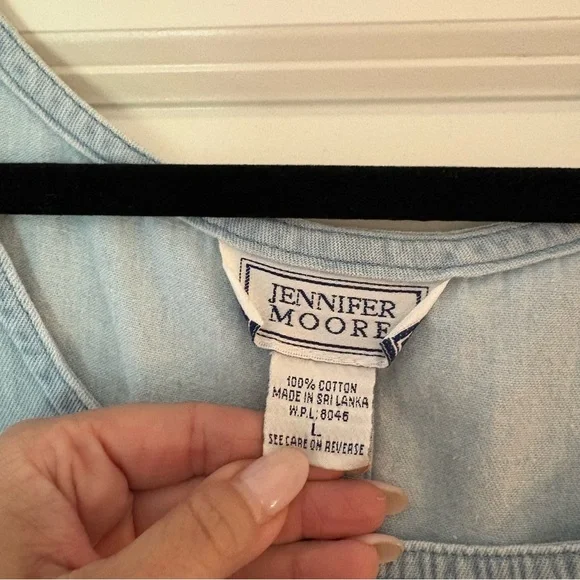 JENNIFER
MOORE
100% COTTON
MADE IN SRI LANKA
W.P.L: 8046
L
SEE CARE ON REVERSE